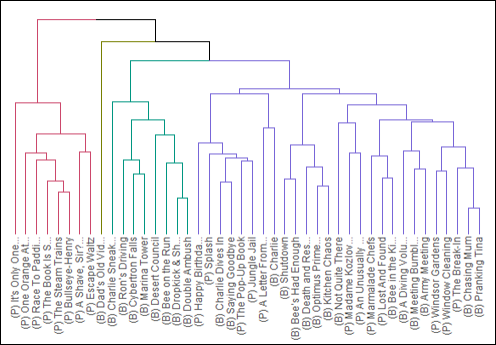 (P) It's Only One...
(P) One Orange At...
(P) Race To Paddi...
(P) The Book Is S...
(P) The Steam Trains
(P) Bullseye-Henry
(P) A Shave, Sir?...
(P) Escape Waltz
(B) Dad's Old Vid...
(B) Charlie Sneak...
(B) Ron's Driving
(B) Cybertron Falls
(B) Marina Tower
(B) Desert Council
(B) Bee on the Run
(B) Dropkick & Sh...
(B) Double Ambush
(P) Happy Birthda...
(P) Splash
(B) Charlie Dives In
(B) Saying Goodbye
(P) The Pop-Up Book
(P) Jungle Jail
(P) A Letter From...
(B) Charlie
(B) Shutdown
(B) Bee's Had Enough
(B) Death and Res...
(B) Optimus Prime...
(B) Kitchen Chaos
(B) Not Quite There
(P) Madame Kozlov...
(P) An Unusually ...
(P) Marmalade Chefs
(P) Lost And Found
(B) Bee in the Ki...
(B) A Diving Volu...
(B) Meeting Bumbl...
(B) Army Meeting
(P) Windsor Gardens
(P) Window Cleaning
(P) The Break-In
(B) Chasing Mum
(B) Pranking Tina